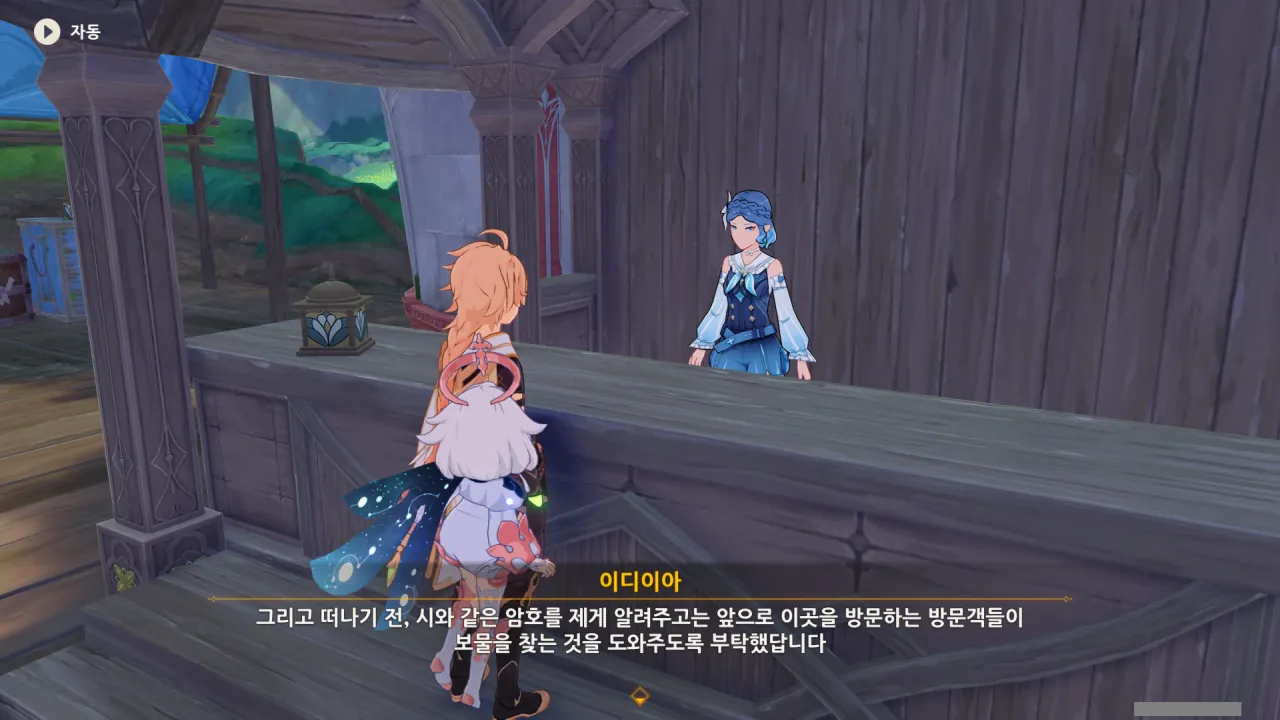 자동
이디이아
그리고 떠나기 전, 시와 같은 암호를 제게 알려주고는 앞으로 이곳을 방문하는 방문객들이
보물을 찾는 것을 도와주도록 부탁했답니다